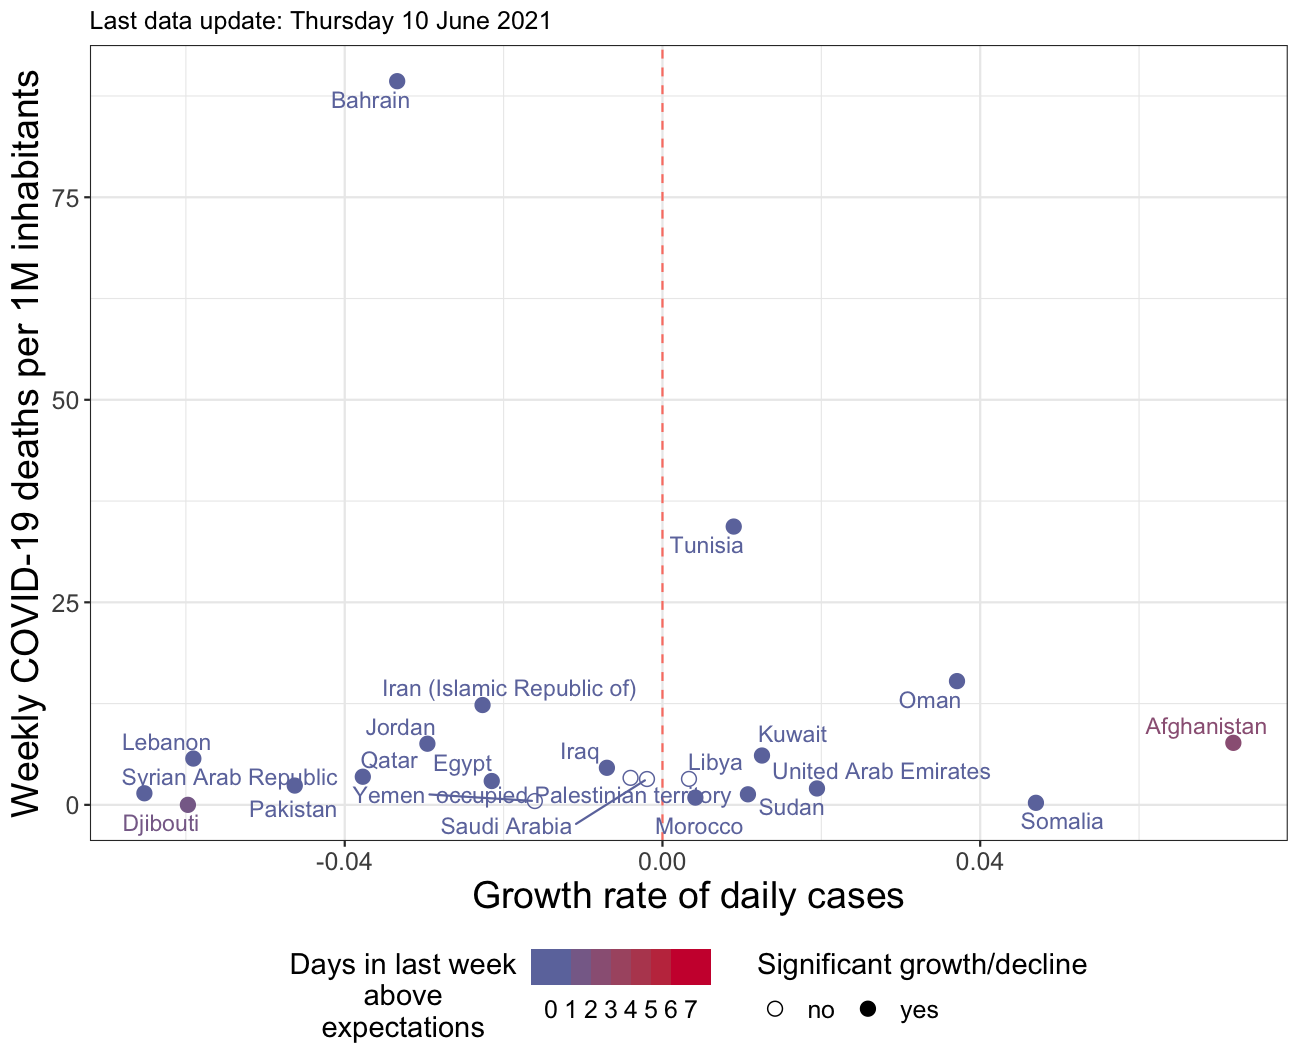 Last data update: Thursday 10 June 2021
Weekly COVID-19 deaths per 1M inhabitants
75
50
25
0
Bahrain
Tunisia
Iran (Islamic Republic of)
Oman
Jordan
Afghanistan
Lebanon
Kuwait
Qatar
Egypt
Iraq
Libya
Syrian Arab Republic
United Arab Emirates
Yemen
occupied Palestinian territory
Pakistan
Sudan
Djibouti
Saudi Arabia
Morocco
Somalia
-0.04
0.00
0.04
Growth rate of daily cases
Days in last week
above
expectations
0 1 2 3 4 5 6 7
Significant growth/decline
no
yes